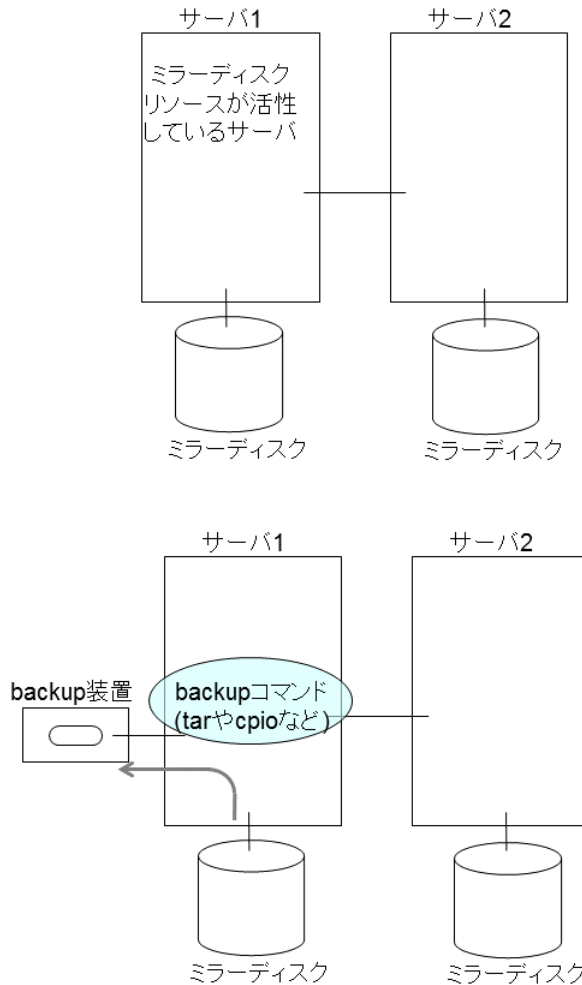 サーバ1
サーバ2
ミラーディスク
リソースが活性
しているサーバ
ミラーディスク
ミラーディスク
サーバ1
サーバ2
backup装置
backupコマンド
(tarやcpioなど)
ミラーディスク
ミラーディスク